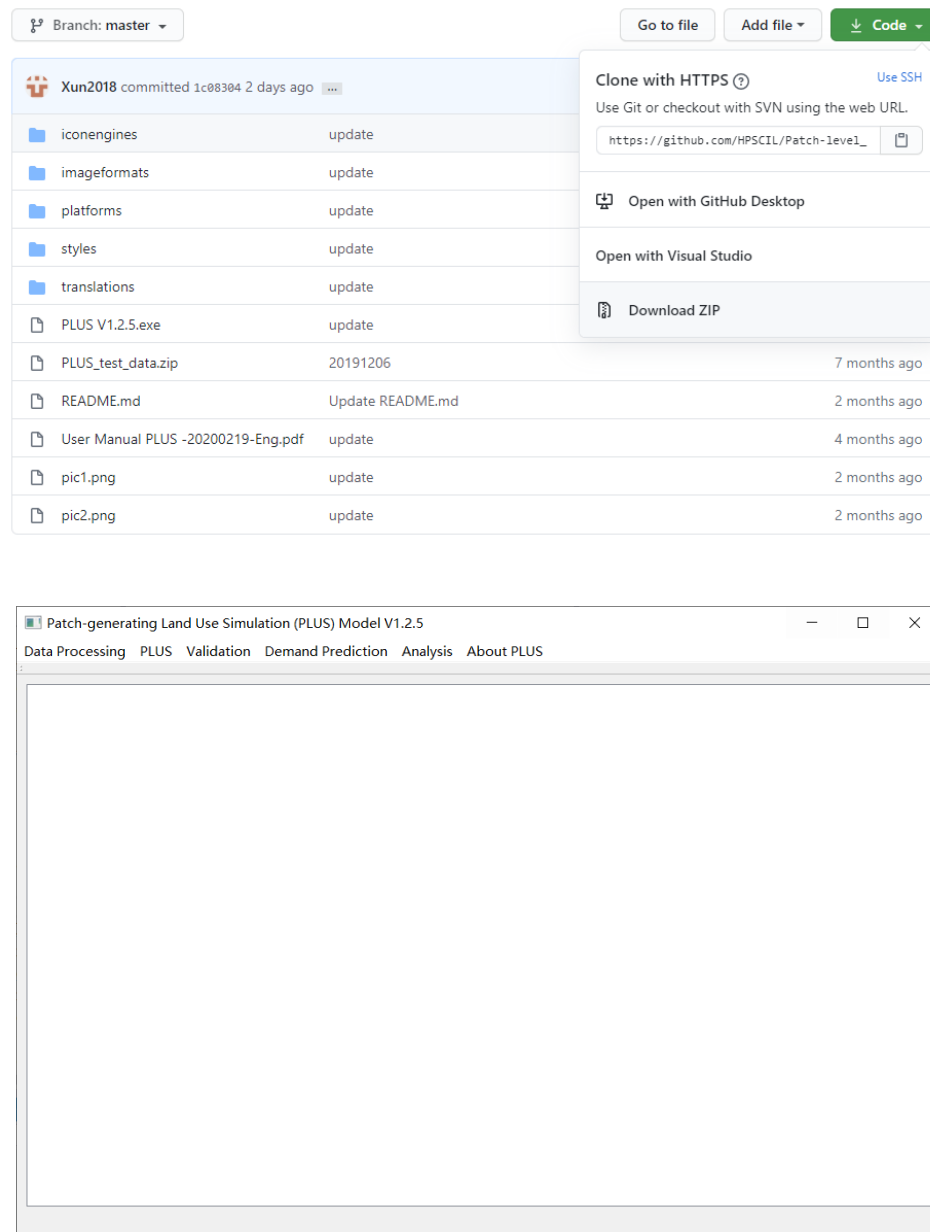 Branch: master
Go to file
Add file
Code
Xun2018 committed 1c08304 2 days ago ...
Clone with HTTPS ?
Use SSH
Use Git or checkout with SVN using the web URL.
https://github.com/HPSCIL/Patch-level_
Open with GitHub Desktop
Open with Visual Studio
Download ZIP
iconengines update
imageformats update
platforms update
styles update
translations update
PLUS V1.2.5.exe update
PLUS_test_data.zip 20191206 7 months ago
README.md Update README.md 2 months ago
User Manual PLUS -20200219-Eng.pdf update 4 months ago
pic1.png update 2 months ago
pic2.png update 2 months ago
Patch-generating Land Use Simulation (PLUS) Model V1.2.5
Data Processing PLUS Validation Demand Prediction Analysis About PLUS